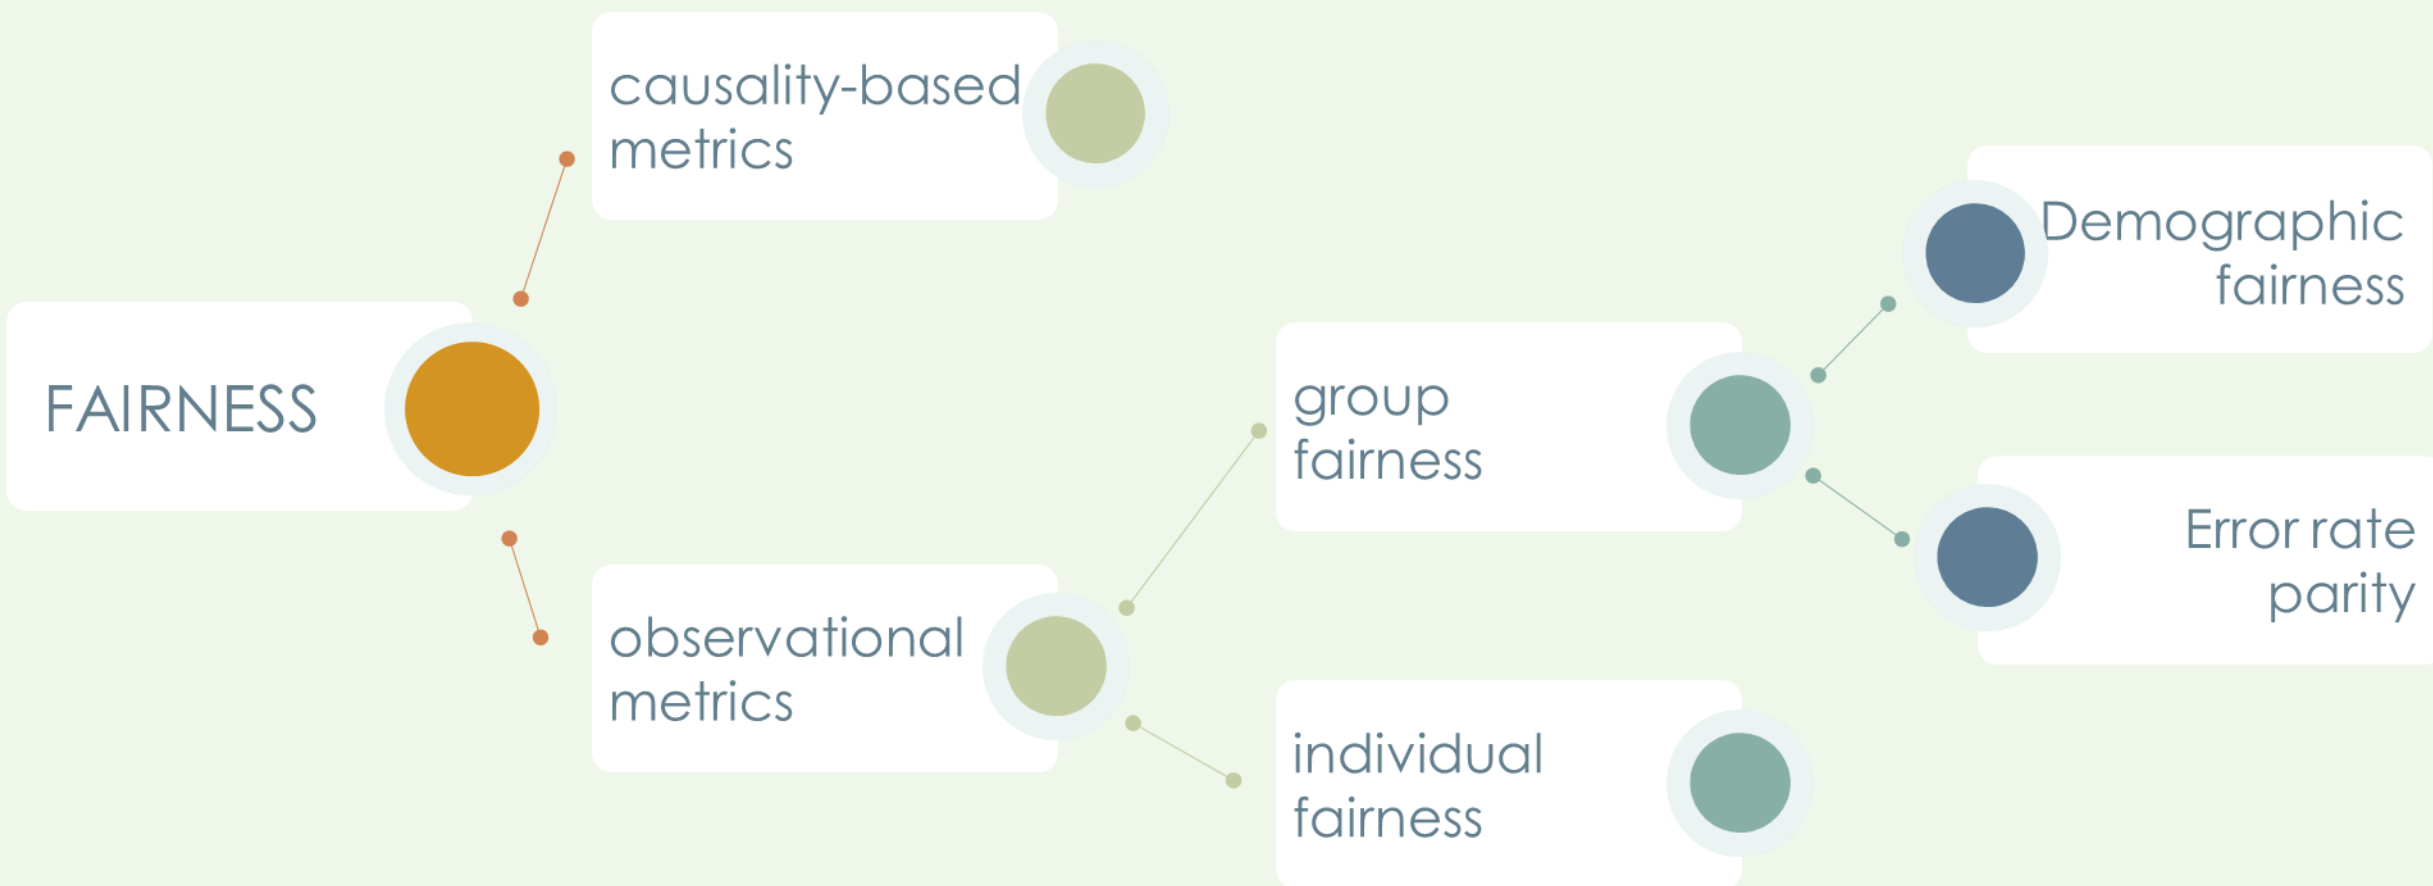 causality-based
metrics
Demographic
fairness
FAIRNESS
group
fairness
Error rate
parity
observational
metrics
individual
fairness